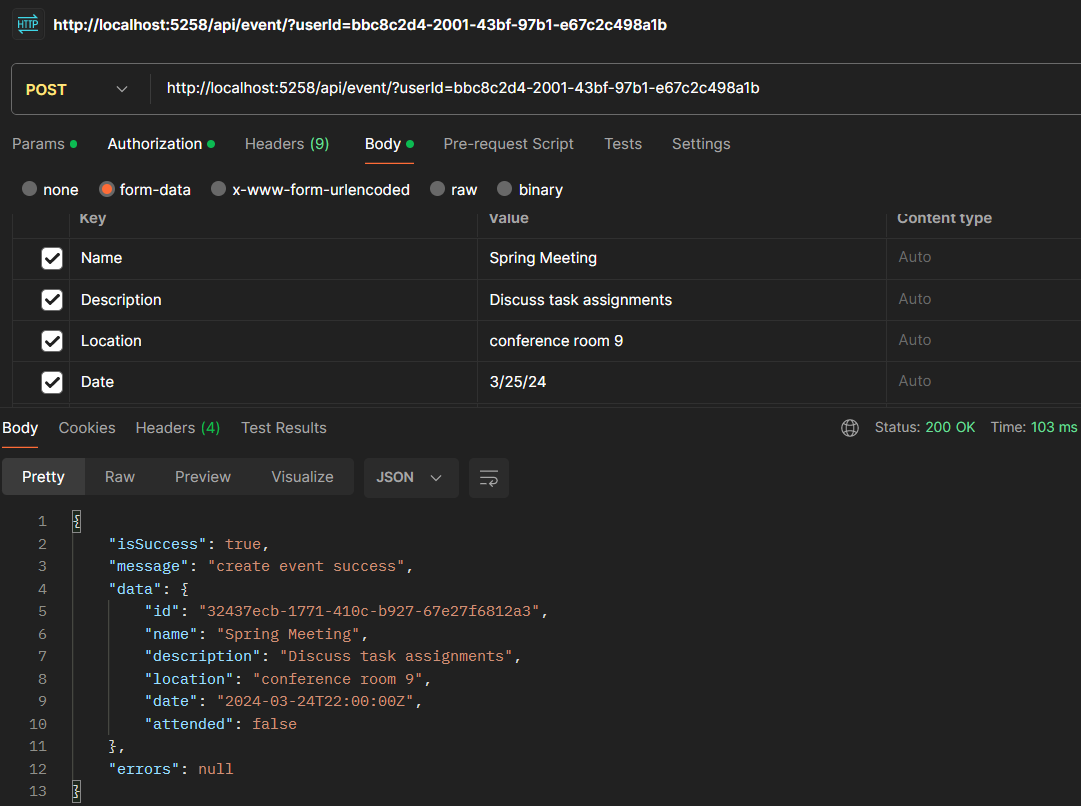 HTTP http://localhost:5258/api/event/?userId=bbc8c2d4-2001-43bf-97b1-e67c2c498a1b
POST http://localhost:5258/api/event/?userId=bbc8c2d4-2001-43bf-97b1-e67c2c498a1b
Params Authorization Headers (9) Body Pre-request Script Tests Settings
none form-data x-www-form-urlencoded raw binary
Key Value Content type
Name Spring Meeting Auto
Description Discuss task assignments Auto
Location conference room 9 Auto
Date 3/25/24 Auto
Body Cookies Headers (4) Test Results Status: 200 OK Time: 103 ms
Pretty Raw Preview Visualize JSON
1 {
2 "isSuccess": true,
3 "message": "create event success",
4 "data": {
5 "id": "32437ecb-1771-410c-b927-67e27f6812a3",
6 "name": "Spring Meeting",
7 "description": "Discuss task assignments",
8 "location": "conference room 9",
9 "date": "2024-03-24T22:00:00Z",
10 "attended": false
11 },
12 "errors": null
13 }